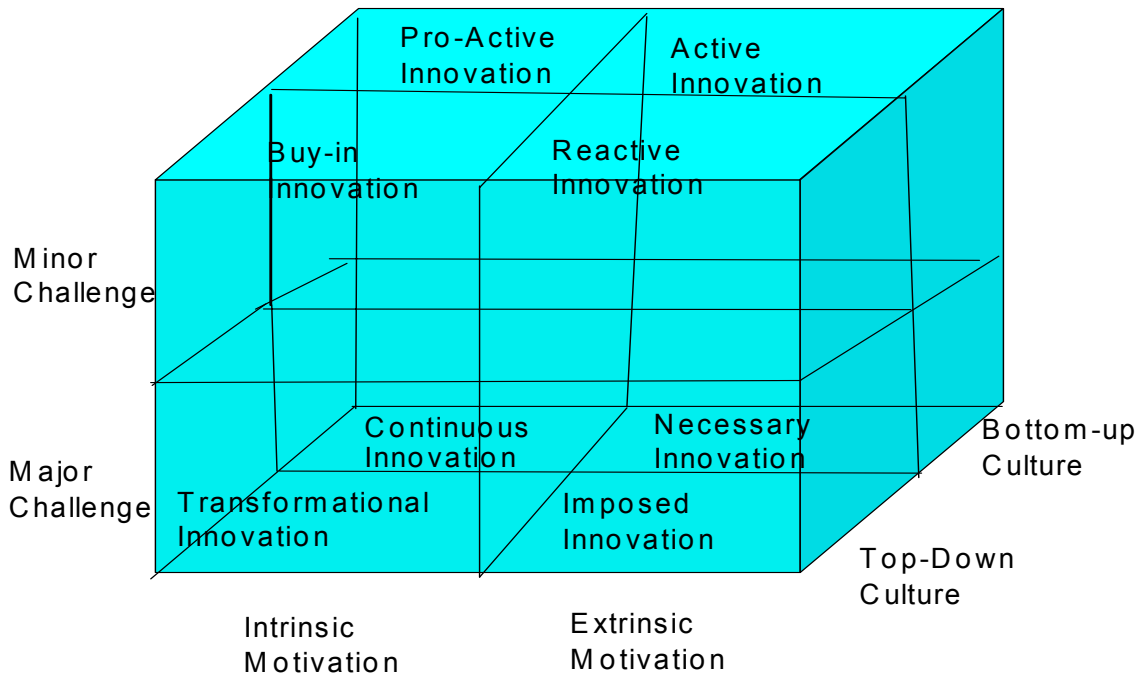 Pro-Active
Innovation
Active
Innovation
Buy-in
Innovation
Reactive
Innovation
Minor
Challenge
Continuous
Innovation
Necessary
Innovation
Bottom-up
Culture
Major
Challenge
Transformational
Innovation
Imposed
Innovation
Top-Down
Culture
Intrinsic
Motivation
Extrinsic
Motivation